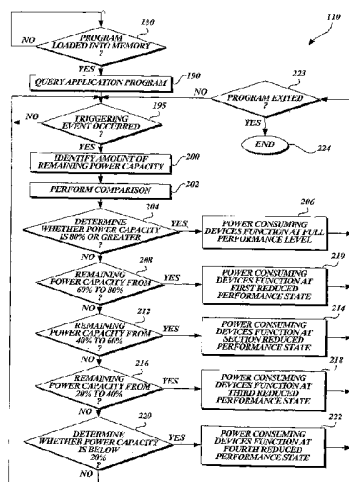 130
110
PROGRAM
LOADED INTO MEMORY
?
NO
YES
QUERY APPLICATION PROGRAM
190
223
PROGRAM EXITED
?
NO
YES
END
224
195
TRIGGERING
EVENT OCCURRED
?
NO
YES
IDENTIFY AMOUNT OF
REMAINING POWER CAPACITY
200
PERFORM COMPARISON
202
204
DETERMINE
WHETHER POWER CAPACITY
IS 80% OR GREATER
?
YES
206
POWER CONSUMING
DEVICES FUNCTION AT FULL
PERFORMANCE LEVEL
NO
208
REMAINING
POWER CAPACITY FROM
60% TO 80%
?
YES
210
POWER CONSUMING
DEVICES FUNCTION AT
FIRST REDUCED
PERFORMANCE STATE
NO
212
REMAINING
POWER CAPACITY FROM
40% TO 60%
?
YES
214
POWER CONSUMING
DEVICES FUNCTION AT
SECTION REDUCED
PERFORMANCE STATE
NO
216
REMAINING
POWER CAPACITY FROM
20% TO 40%
?
YES
218
POWER CONSUMING
DEVICES FUNCTION AT
THIRD REDUCED
PERFORMANCE STATE
NO
220
DETERMINE
WHETHER POWER CAPACITY
IS BELOW
20%
?
YES
222
POWER CONSUMING
DEVICES FUNCTION AT
FOURTH REDUCED
PERFORMANCE STATE
NO